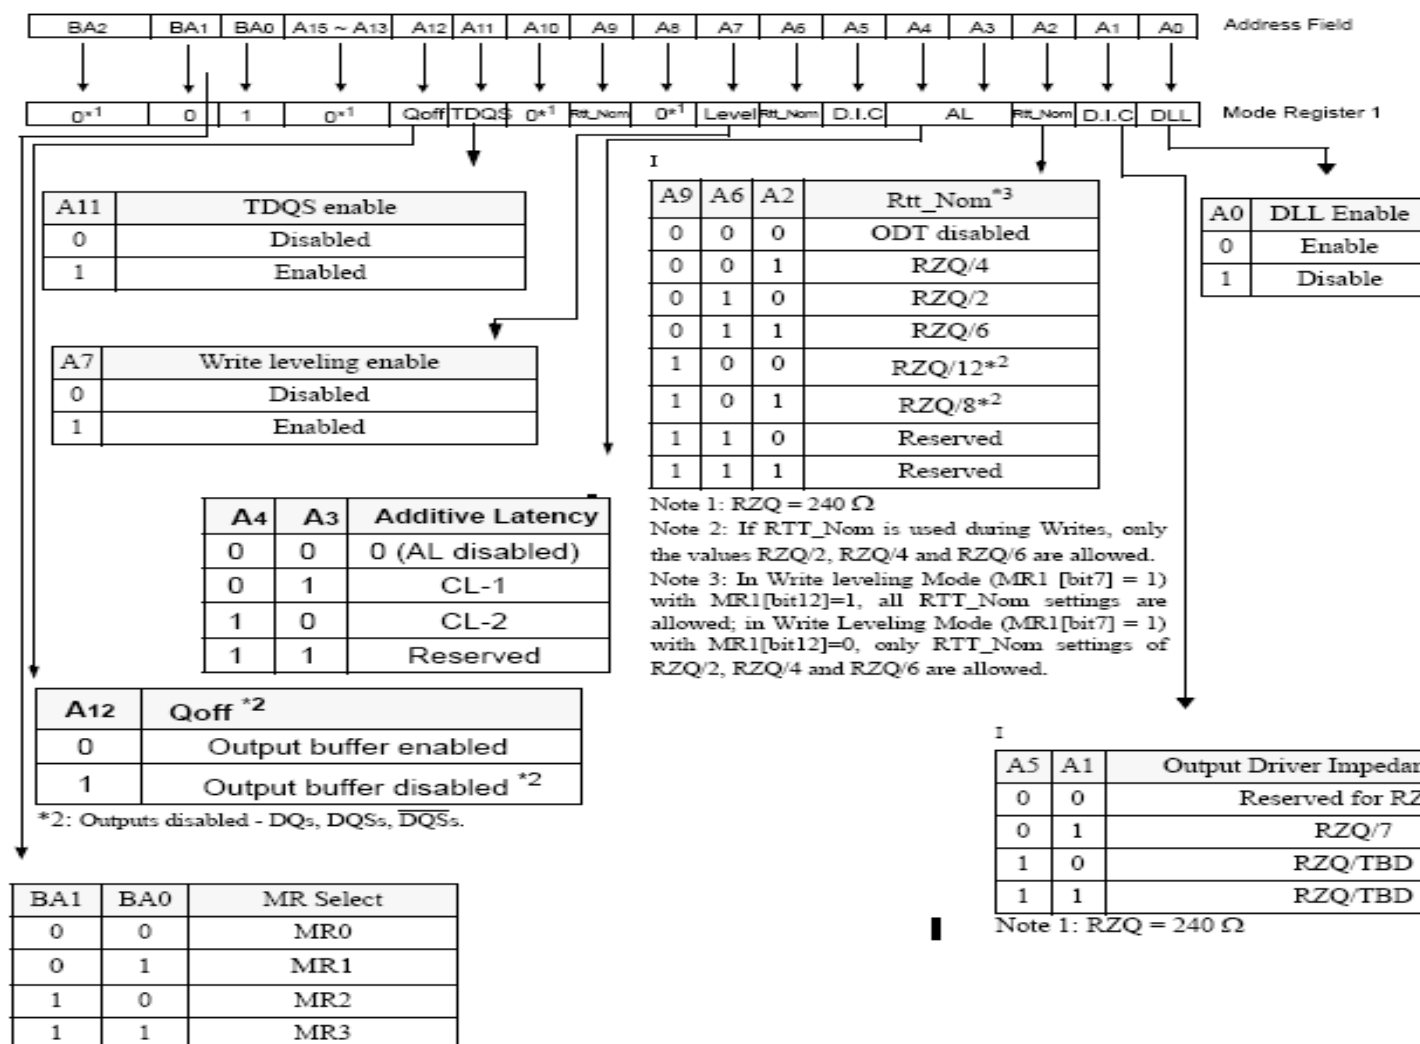 BA2 BA1 BA0 A15 ~ A13 A12 A11 A10 A9 A8 A7 A6 A5 A4 A3 A2 A1 A0 Address Field
0*1 0 1 0*1 Qoff TDQS 0*1 Rtt_Nom 0*1 Level Rtt_Nom D.I.C AL Rtt_Nom D.I.C DLL Mode Register 1
A11 TDQS enable
0 Disabled
1 Enabled
A7 Write leveling enable
0 Disabled
1 Enabled
I
A9 A6 A2 Rtt_Nom*3
0 0 0 ODT disabled
0 0 1 RZQ/4
0 1 0 RZQ/2
0 1 1 RZQ/6
1 0 0 RZQ/12*2
1 0 1 RZQ/8*2
1 1 0 Reserved
1 1 1 Reserved
Note 1: RZQ = 240 Ω
Note 2: If RTT_Nom is used during Writes, only
the values RZQ/2, RZQ/4 and RZQ/6 are allowed.
Note 3: In Write leveling Mode (MR1 [bit7] = 1)
with MR1[bit12]=1, all RTT_Nom settings are
allowed; in Write Leveling Mode (MR1[bit7] = 1)
with MR1[bit12]=0, only RTT_Nom settings of
RZQ/2, RZQ/4 and RZQ/6 are allowed.
A0 DLL Enable
0 Enable
1 Disable
A4 A3 Additive Latency
0 0 0 (AL disabled)
0 1 CL-1
1 0 CL-2
1 1 Reserved
A12 Qoff *2
0 Output buffer enabled
1 Output buffer disabled *2
*2: Outputs disabled - DQs, DQSs, D̅Q̅S̅s.
I
A5 A1 Output Driver Impedan
0 0 Reserved for RZ
0 1 RZQ/7
1 0 RZQ/TBD
1 1 RZQ/TBD
Note 1: RZQ = 240 Ω
BA1 BA0 MR Select
0 0 MR0
0 1 MR1
1 0 MR2
1 1 MR3